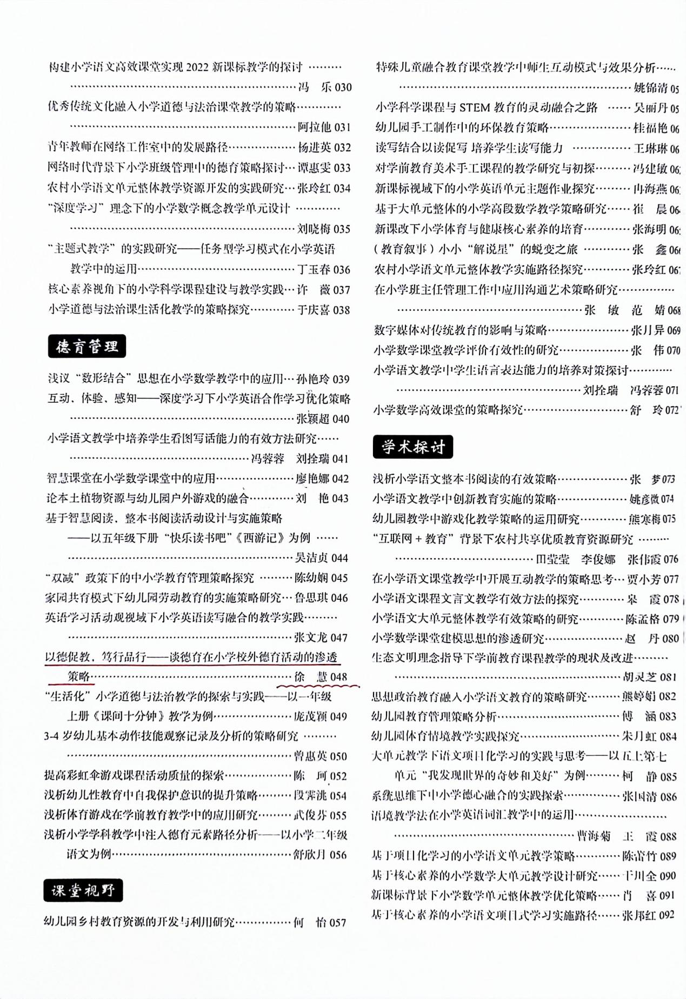 构建小学语文高效课堂实现 2022 新课标教学的探讨 ………
……………………………………………………冯　乐 030
优秀传统文化融入小学道德与法治课堂教学的策略…………
……………………………………………………阿拉他 031
青年教师在网络工作室中的发展路径………………杨进英 032
网络时代背景下小学班级管理中的德育策略探讨…谭惠雯 033
农村小学语文单元整体教学资源开发的实践研究…张玲红 034
“深度学习”理念下的小学数学概念教学单元设计 …………
……………………………………………………刘晓梅 035
“主题式教学”的实践研究——任务型学习模式在小学英语
教学中的运用……………………………………丁玉春 036
核心素养视角下的小学科学课程建设与教学实践…许　薇 037
小学道德与法治课生活化教学的策略探究…………于庆喜 038
德育管理
浅议“数形结合”思想在小学数学教学中的应用…孙艳玲 039
互动、体验、感知——深度学习下小学英语合作学习优化策略
……………………………………………………张颖超 040
小学语文教学中培养学生看图写话能力的有效方法研究……
…………………………………………冯蓉蓉　刘拴瑞 041
智慧课堂在小学数学课堂中的应用…………………廖艳娜 042
论本土植物资源与幼儿园户外游戏的融合…………刘　艳 043
基于智慧阅读，整本书阅读活动设计与实施策略
——以五年级下册“快乐读书吧”《西游记》为例 ……
……………………………………………………吴洁贞 044
“双减”政策下的中小学教育管理策略探究 ………陈幼娴 045
家园共育模式下幼儿园劳动教育的实施策略研究…鲁思琪 046
英语学习活动观视域下小学英语读写融合的教学实践………
……………………………………………………张文龙 047
以德促教，笃行品行——谈德育在小学校外德育活动的渗透
策略………………………………………………徐　慧 048
“生活化”小学道德与法治教学的探索与实践——以一年级
上册《课间十分钟》教学为例…………………庞茂颖 049
3-4 岁幼儿基本动作技能观察记录及分析的策略研究 ………
……………………………………………………曾惠英 050
提高彩虹伞游戏课程活动质量的探索………………陈　珂 052
浅析幼儿性教育中自我保护意识的提升策略………段霁洮 054
浅析体育游戏在学前教育教学中的应用研究………武俊芬 055
浅析小学学科教学中注入德育元素路径分析——以小学二年级
语文为例…………………………………………舒欣月 056
课堂视野
幼儿园乡村教育资源的开发与利用研究……………何　怡 057
特殊儿童融合教育课堂教学中师生互动模式与效果分析……
……………………………………………………姚锦清 05
小学科学课程与 STEM 教育的灵动融合之路 ……吴丽丹 05
幼儿园手工制作中的环保教育策略…………………桂福艳 06
读写结合以读促写 培养学生读写能力 ……………王琳琳 06
对学前教育美术手工课程的教学研究与初探………冯建敏 06
新课标视域下的小学英语单元主题作业探究………冉海燕 06
基于大单元整体的小学高段数学教学策略研究……崔　晨 06
新课改下小学体育与健康核心素养的培育…………张海明 06
（教育叙事）小小“解说星”的蜕变之旅 …………张　鑫 066
农村小学语文单元整体教学实施路径探究…………张玲红 067
在小学班主任管理工作中应用沟通艺术策略研究……………
…………………………………………张　敏　范　婧 068
数字媒体对传统教育的影响与策略…………………张月异 069
小学数学课堂教学评价有效性的研究………………张　伟 070
小学语文教学中学生语言表达能力的培养对策探讨…………
…………………………………………刘拴瑞　冯蓉蓉 071
小学数学高效课堂的策略探究………………………舒　玲 072
学术探讨
浅析小学语文整本书阅读的有效策略………………张　梦 073
小学语文教学中创新教育实施的策略………………姚彦微 074
幼儿园教学中游戏化教学策略的运用研究…………熊寒梅 075
“互联网 + 教育”背景下农村共享优质教育资源研究 ………
………………………………田莹莹　李俊娜　张伟霞 076
在小学语文课堂教学中开展互动教学的策略思考…贾小芳 077
小学语文课程文言文教学有效方法的探究…………皋　霞 078
小学语文大单元整体教学有效策略的研究…………陈孟格 079
小学数学课堂建模思想的渗透研究…………………赵　丹 080
生态文明理念指导下学前教育课程教学的现状及改进………
……………………………………………………胡灵芝 081
思想政治教育融入小学语文教育的策略研究………熊婷娟 082
幼儿园教育管理策略分析……………………………傅　涵 083
幼儿园体育情境教学实践探究………………………朱月虹 084
大单元教学下语文项目化学习的实践与思考——以五上第七
单元“我发现世界的奇妙和美好”为例………柯　静 085
系统思维下中小学德心融合的实践探索……………张国清 086
语境教学法在小学英语词汇教学中的运用……………………
…………………………………………曹海菊　王　霞 088
基于项目化学习的小学语文单元教学策略…………陈雷竹 089
基于核心素养的小学数学大单元教学设计研究……干川全 090
新课标背景下小学数学单元整体教学优化策略……肖　喜 091
基于核心素养的小学语文项目式学习实施路径……张邦红 092